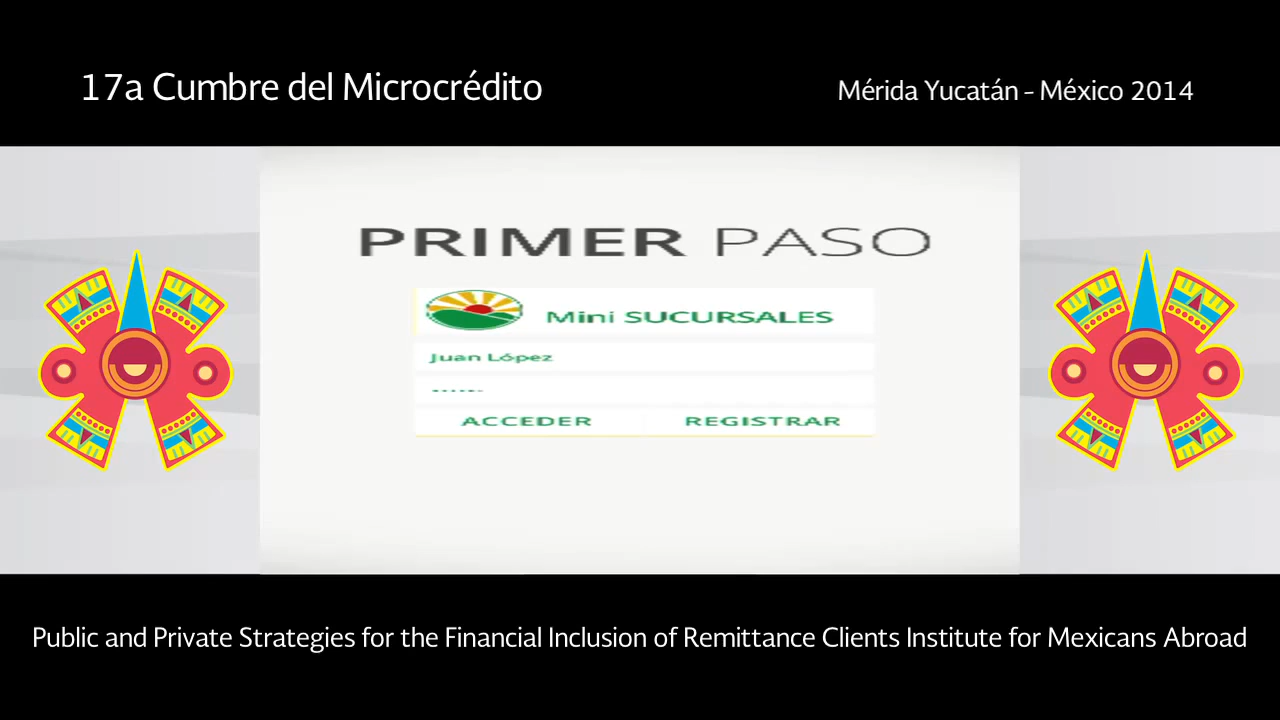 17a Cumbre del Microcrédito
Mérida Yucatán - México 2014
PRIMER PASO
Mini SUCURSALES
Juan López
······
ACCEDER REGISTRAR
Public and Private Strategies for the Financial Inclusion of Remittance Clients Institute for Mexicans Abroad